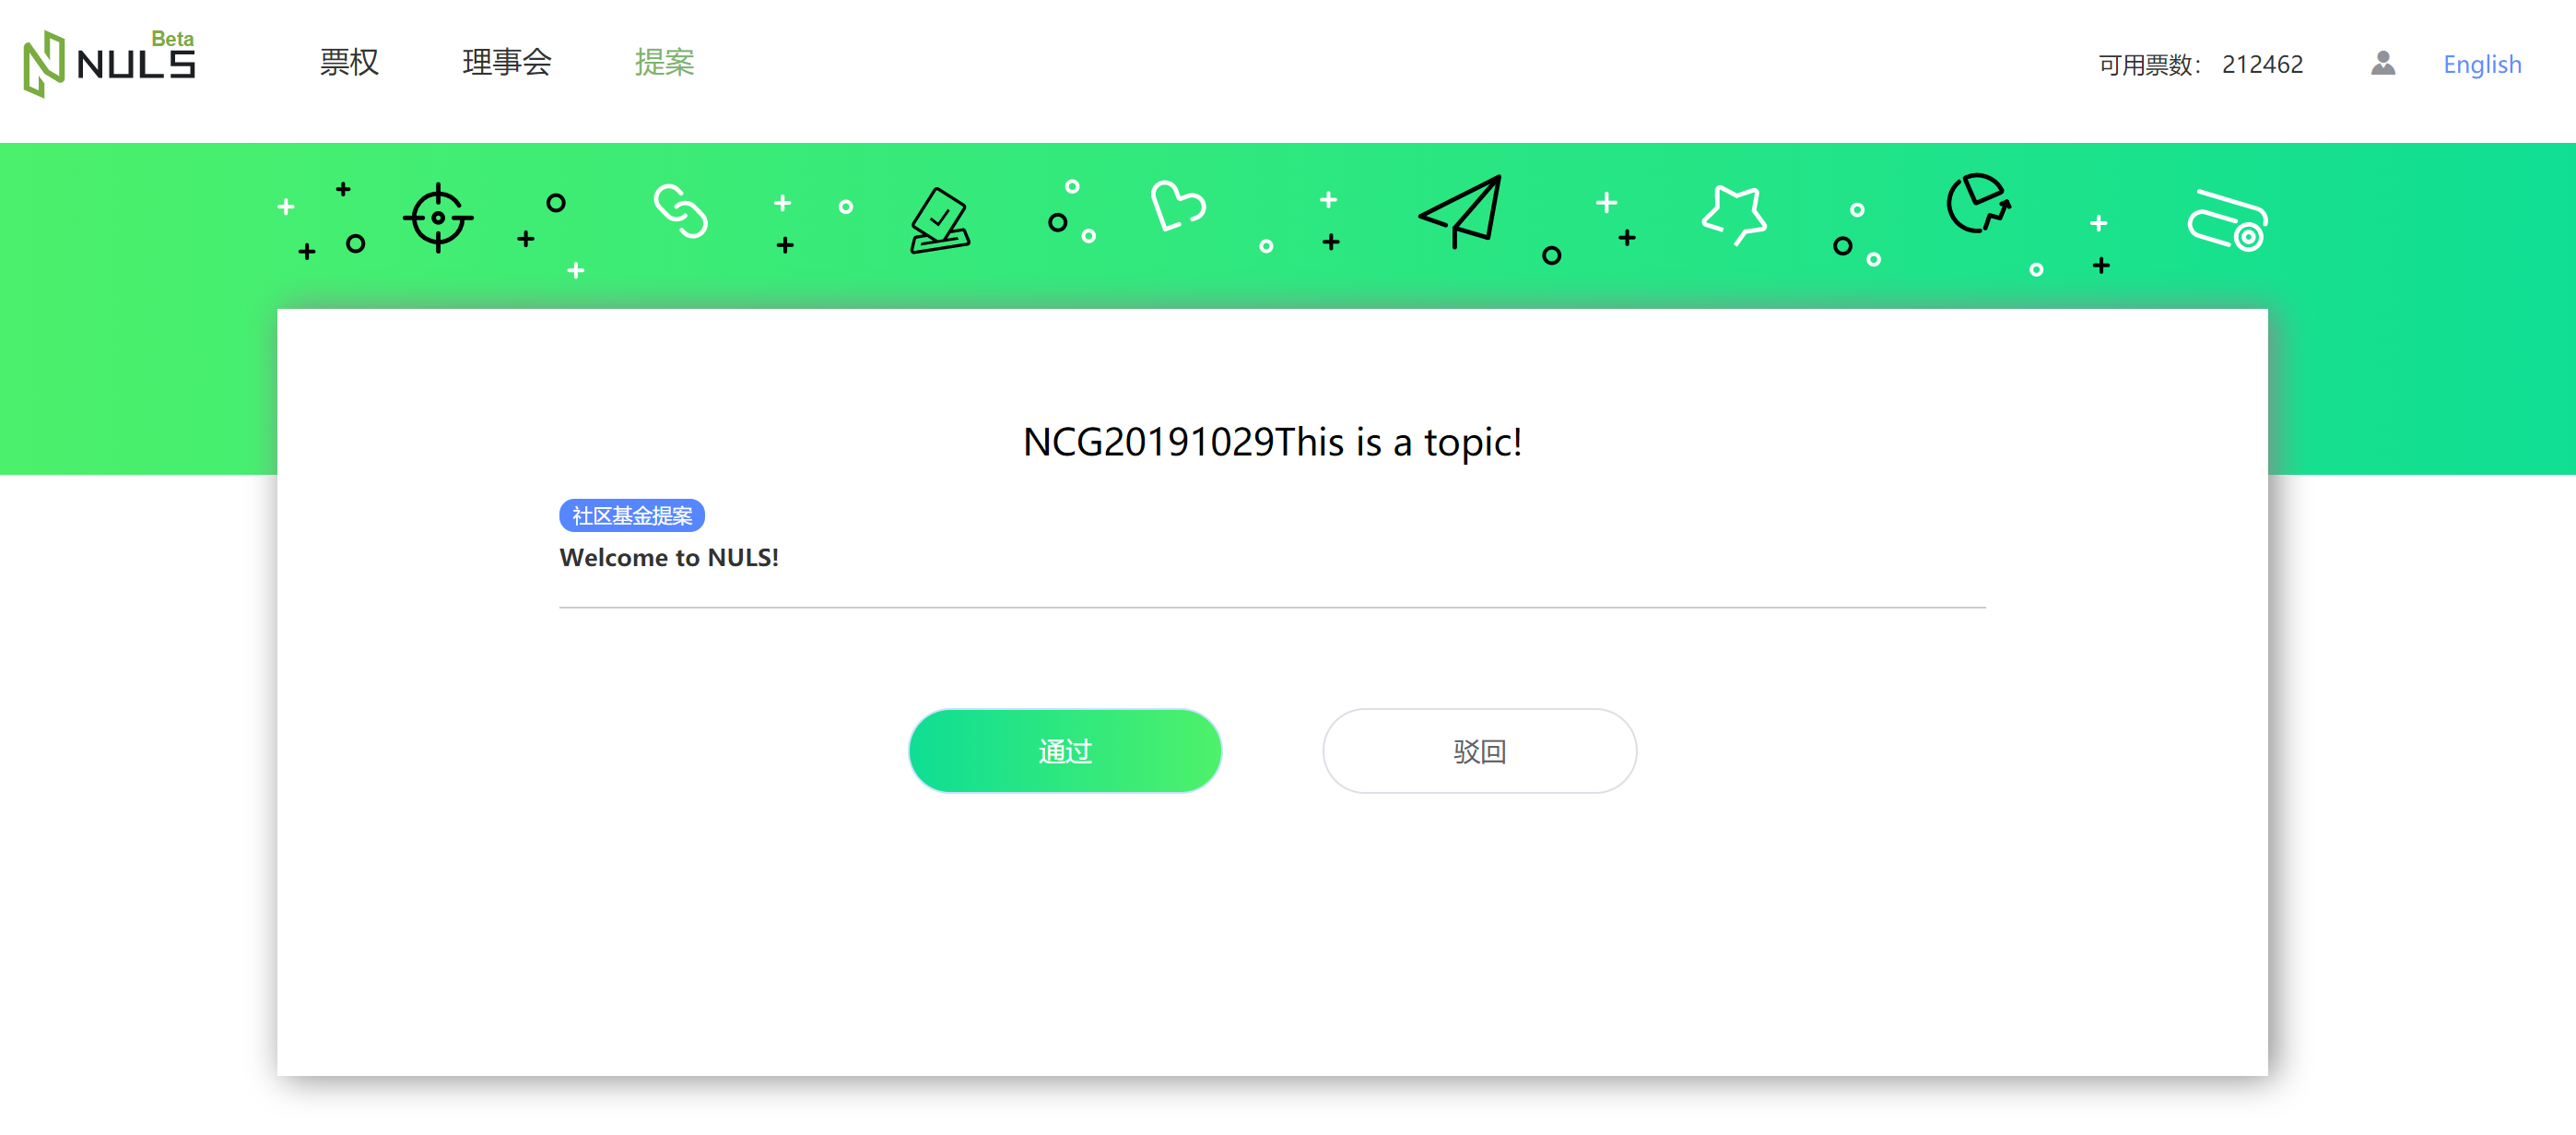 Beta
NULS
票权 理事会 提案
可用票数： 212462
English
NCG20191029This is a topic!
社区基金提案
Welcome to NULS!
通过 驳回